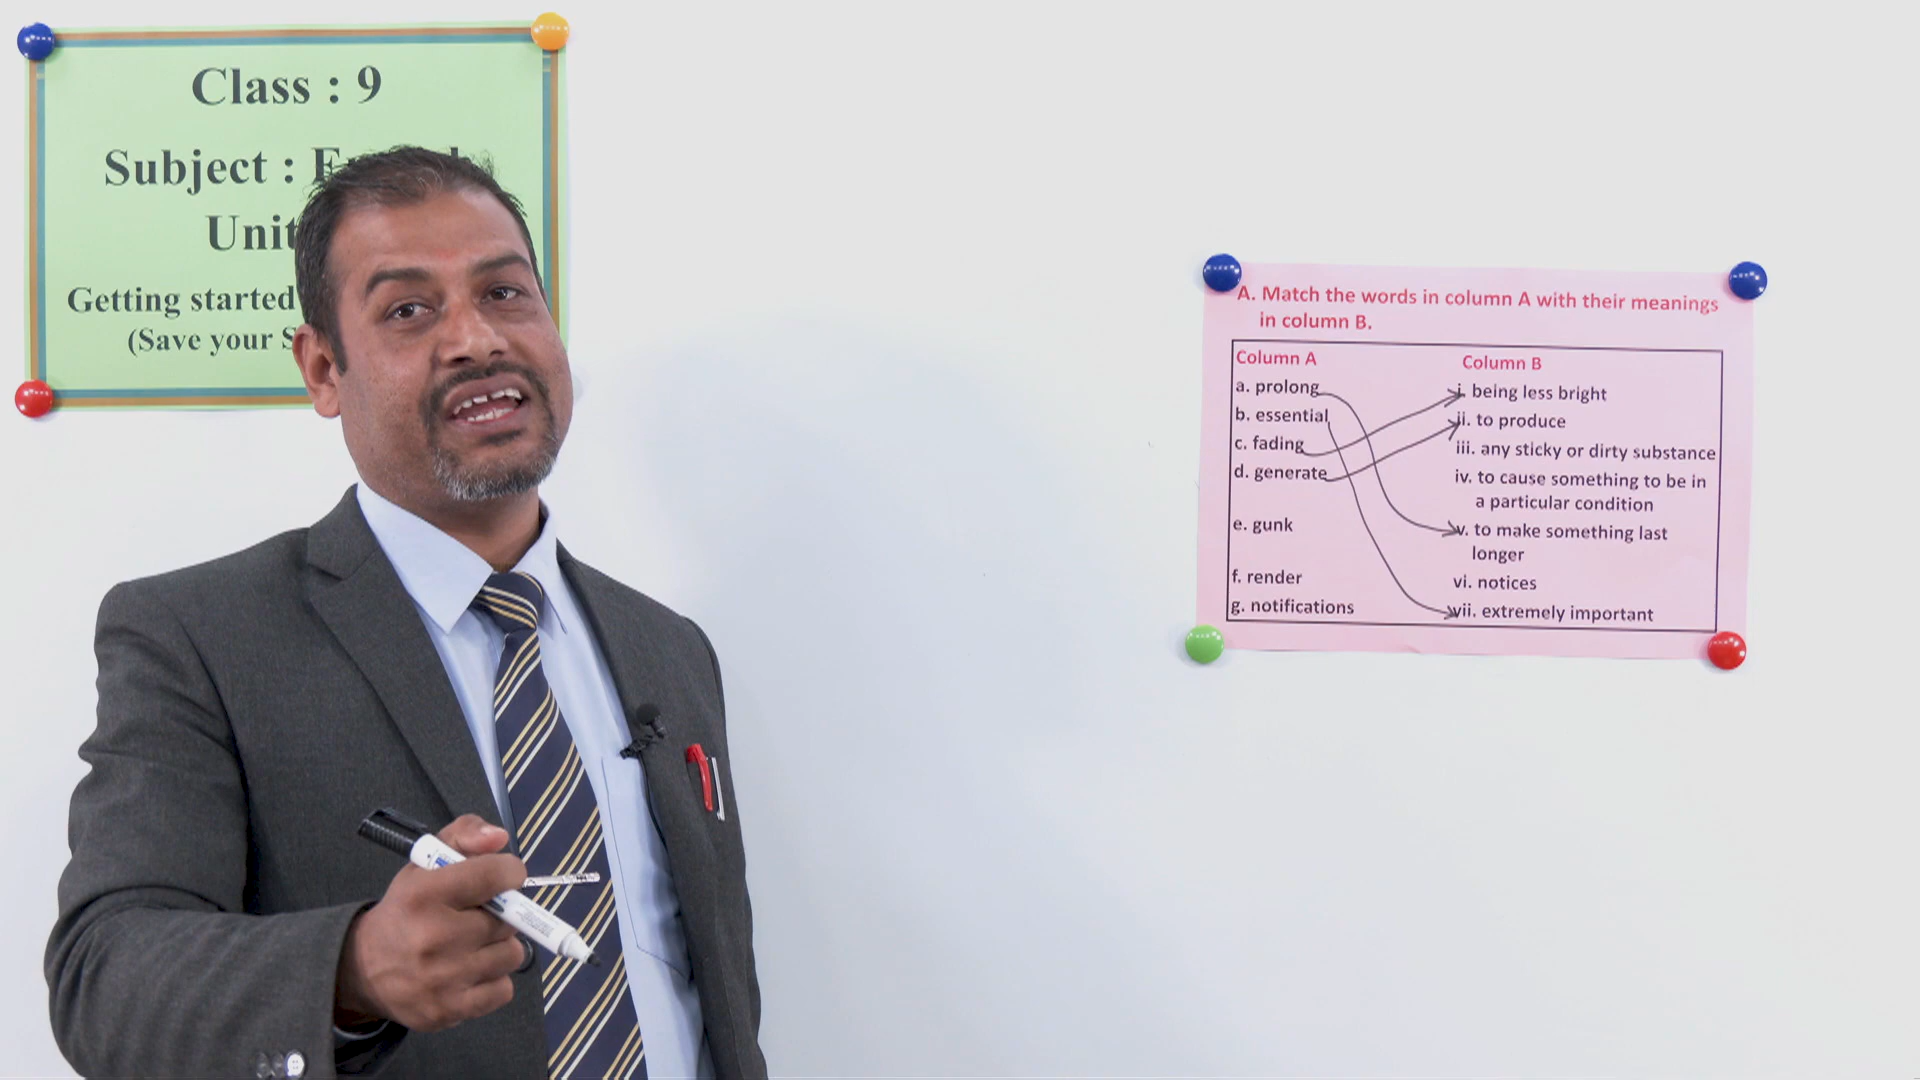 Class : 9
Subject :
Unit
Getting started
(Save your
A. Match the words in column A with their meanings
in column B.
Column A
Column B
a. prolong
i. being less bright
b. essential
ii. to produce
c. fading
iii. any sticky or dirty substance
d. generate
iv. to cause something to be in
a particular condition
e. gunk
v. to make something last
longer
f. render
vi. notices
g. notifications
vii. extremely important